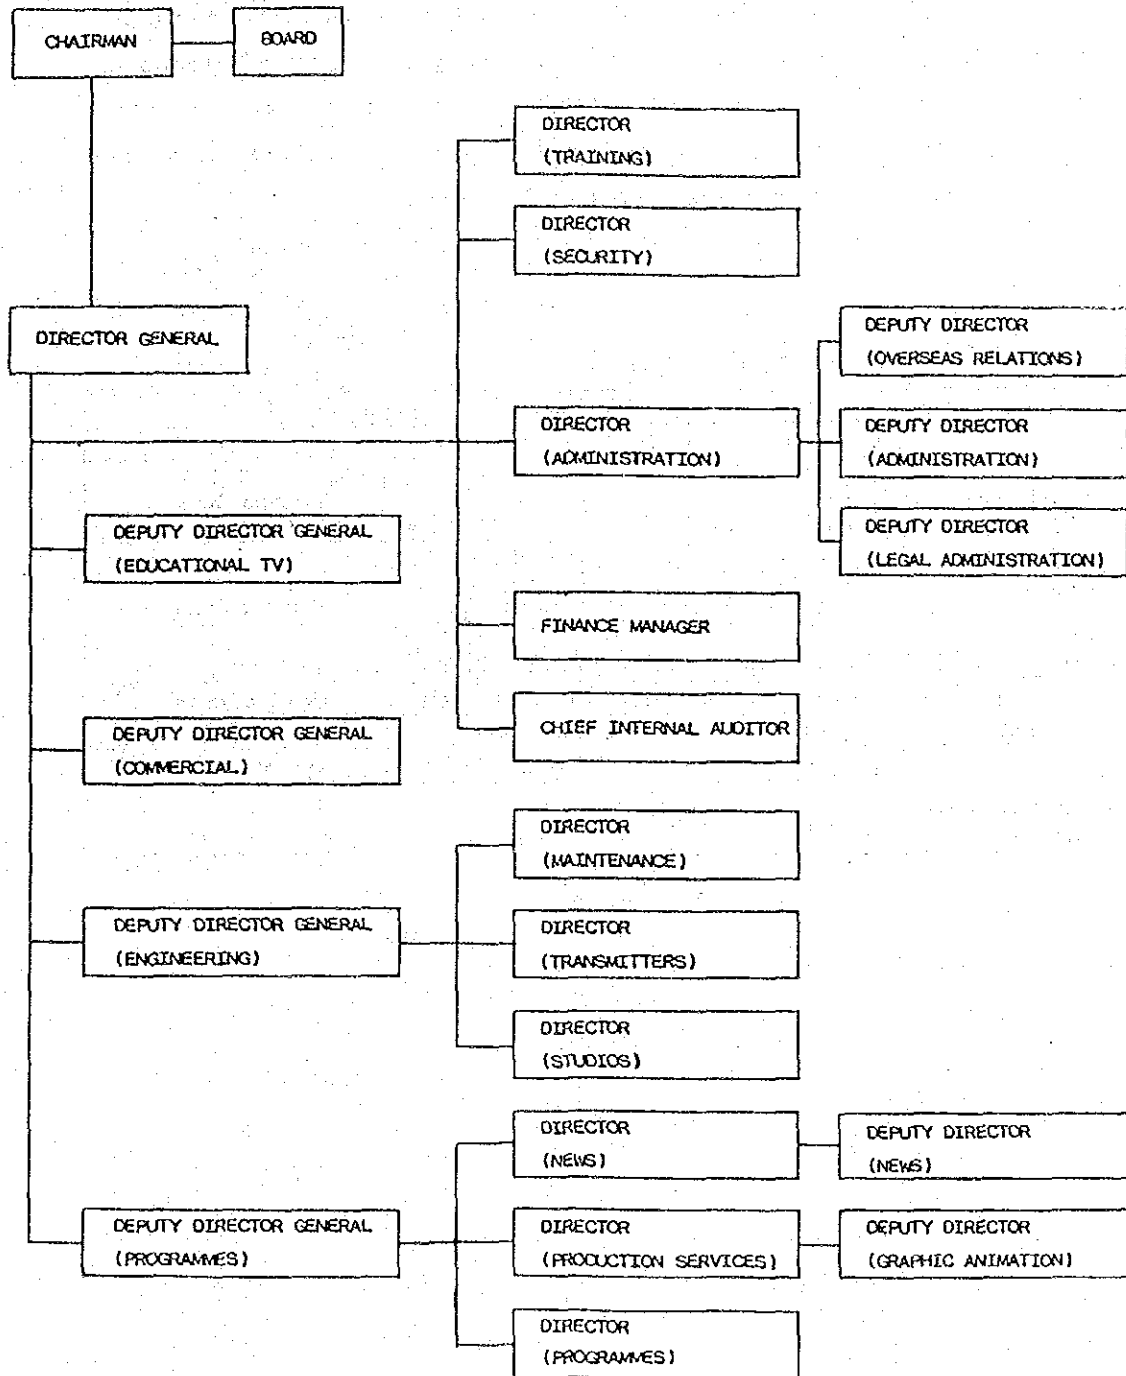 CHAIRMAN
BOARD
DIRECTOR
(TRAINING)
DIRECTOR
(SECURITY)
DIRECTOR GENERAL
DEPUTY DIRECTOR
(OVERSEAS RELATIONS)
DIRECTOR
(ADMINISTRATION)
DEPUTY DIRECTOR
(ADMINISTRATION)
DEPUTY DIRECTOR
(LEGAL ADMINISTRATION)
DEPUTY DIRECTOR GENERAL
(EDUCATIONAL TV)
FINANCE MANAGER
CHIEF INTERNAL AUDITOR
DEPUTY DIRECTOR GENERAL
(COMMERCIAL)
DIRECTOR
(MAINTENANCE)
DEPUTY DIRECTOR GENERAL
(ENGINEERING)
DIRECTOR
(TRANSMITTERS)
DIRECTOR
(STUDIOS)
DIRECTOR
(NEWS)
DEPUTY DIRECTOR
(NEWS)
DEPUTY DIRECTOR GENERAL
(PROGRAMMES)
DIRECTOR
(PRODUCTION SERVICES)
DEPUTY DIRECTOR
(GRAPHIC ANIMATION)
DIRECTOR
(PROGRAMMES)